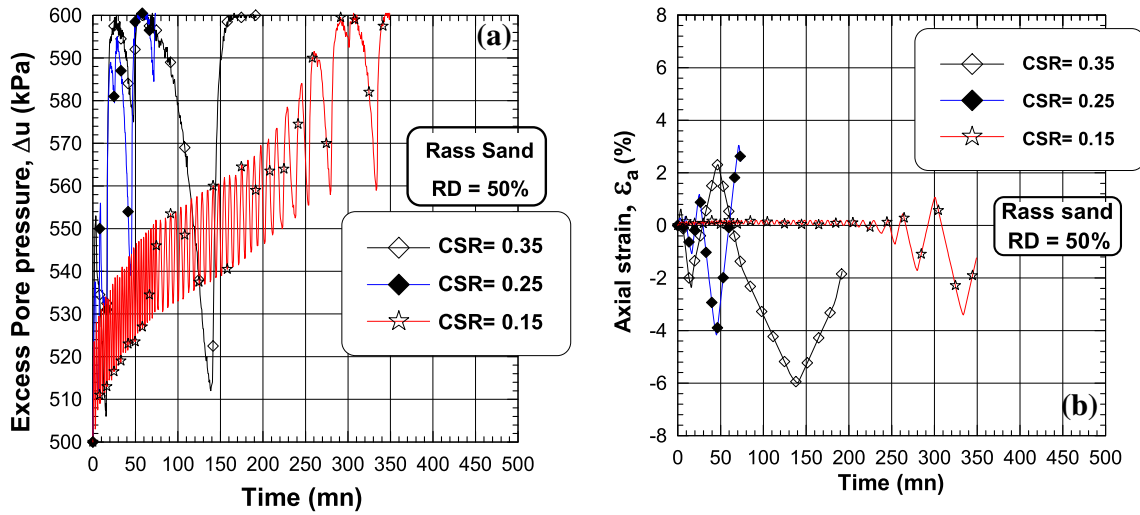 (a)
Excess Pore pressure, Δu (kPa)
600
590
580
570
560
550
540
530
520
510
500
Rass Sand
RD = 50%
CSR= 0.35
CSR= 0.25
CSR= 0.15
0 50 100 150 200 250 300 350 400 450 500
Time (mn)
Axial strain, εa (%)
8
6
4
2
0
-2
-4
-6
-8
CSR= 0.35
CSR= 0.25
CSR= 0.15
Rass sand
RD = 50%
(b)
0 50 100 150 200 250 300 350 400 450 500
Time (mn)